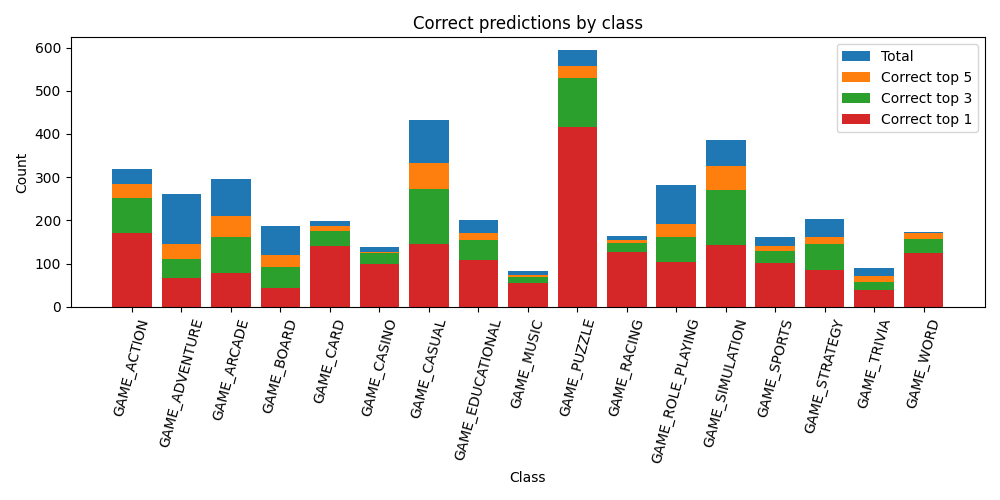 Correct predictions by class
Total
Correct top 5
Correct top 3
Correct top 1
Count
600
500
400
300
200
100
0
GAME_ACTION
GAME_ADVENTURE
GAME_ARCADE
GAME_BOARD
GAME_CARD
GAME_CASINO
GAME_CASUAL
GAME_EDUCATIONAL
GAME_MUSIC
GAME_PUZZLE
GAME_RACING
GAME_ROLE_PLAYING
GAME_SIMULATION
GAME_SPORTS
GAME_STRATEGY
GAME_TRIVIA
GAME_WORD
Class